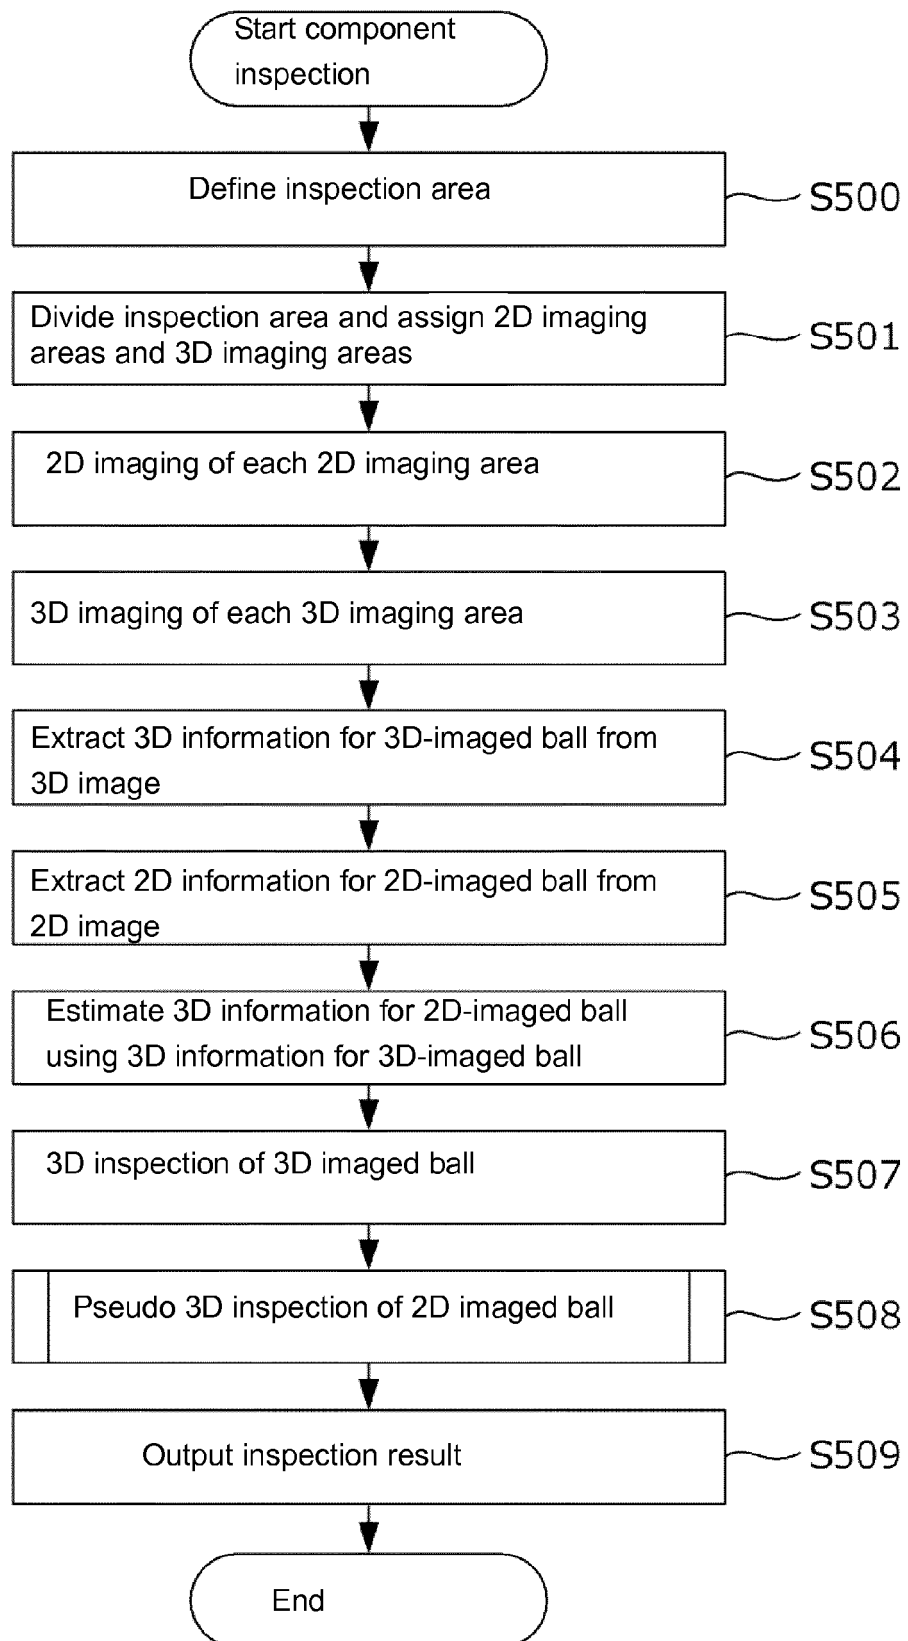 Start component
inspection
Define inspection area
S500
Divide inspection area and assign 2D imaging
areas and 3D imaging areas
S501
2D imaging of each 2D imaging area
S502
3D imaging of each 3D imaging area
S503
Extract 3D information for 3D-imaged ball from
3D image
S504
Extract 2D information for 2D-imaged ball from
2D image
S505
Estimate 3D information for 2D-imaged ball
using 3D information for 3D-imaged ball
S506
3D inspection of 3D imaged ball
S507
Pseudo 3D inspection of 2D imaged ball
S508
Output inspection result
S509
End